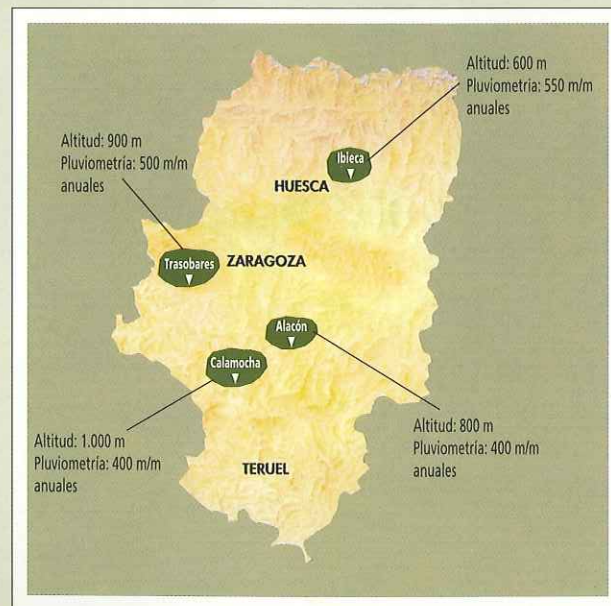 Altitud: 600 m
Pluviometría: 550 m/m
anuales
Altitud: 900 m
Pluviometría: 500 m/m
anuales
Ibleca
HUESCA
Trasobares
ZARAGOZA
Alacón
Calamocha
Altitud: 1.000 m
Pluviometría: 400 m/m
anuales
Altitud: 800 m
Pluviometría: 400 m/m
anuales
TERUEL